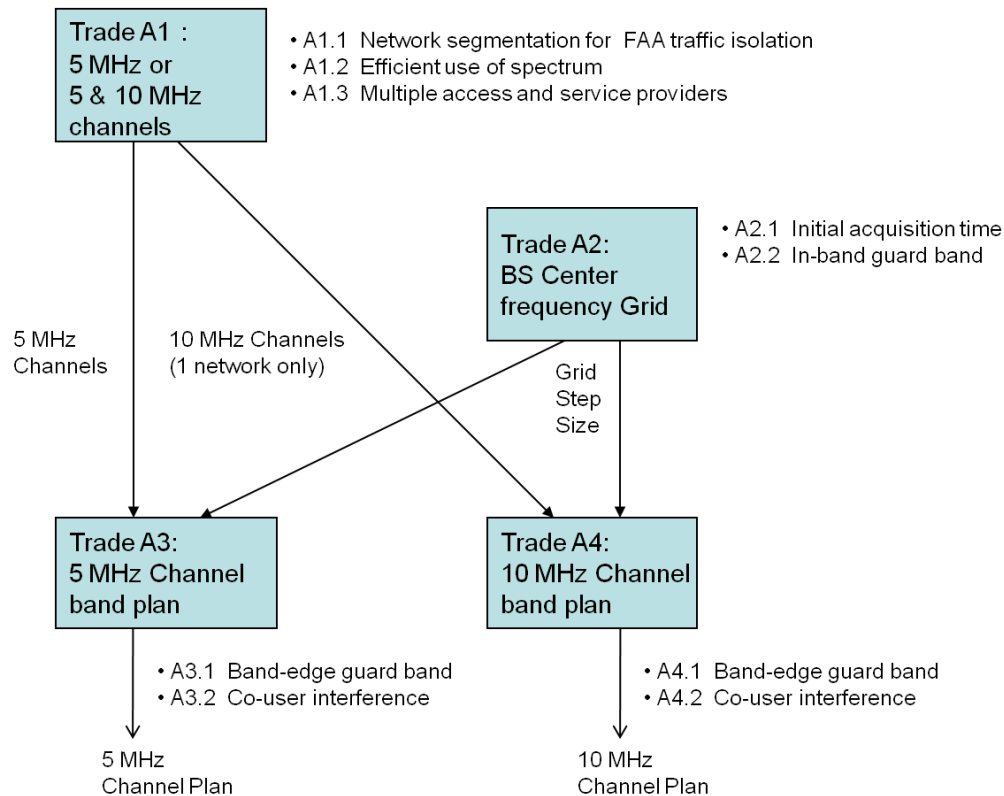 Trade A1 :
5 MHz or
5 & 10 MHz
channels
• A1.1 Network segmentation for FAA traffic isolation
• A1.2 Efficient use of spectrum
• A1.3 Multiple access and service providers
Trade A2:
BS Center
frequency Grid
• A2.1 Initial acquisition time
• A2.2 In-band guard band
5 MHz
Channels
10 MHz Channels
(1 network only)
Grid
Step
Size
Trade A3:
5 MHz Channel
band plan
Trade A4:
10 MHz Channel
band plan
• A3.1 Band-edge guard band
• A3.2 Co-user interference
• A4.1 Band-edge guard band
• A4.2 Co-user interference
5 MHz
Channel Plan
10 MHz
Channel Plan